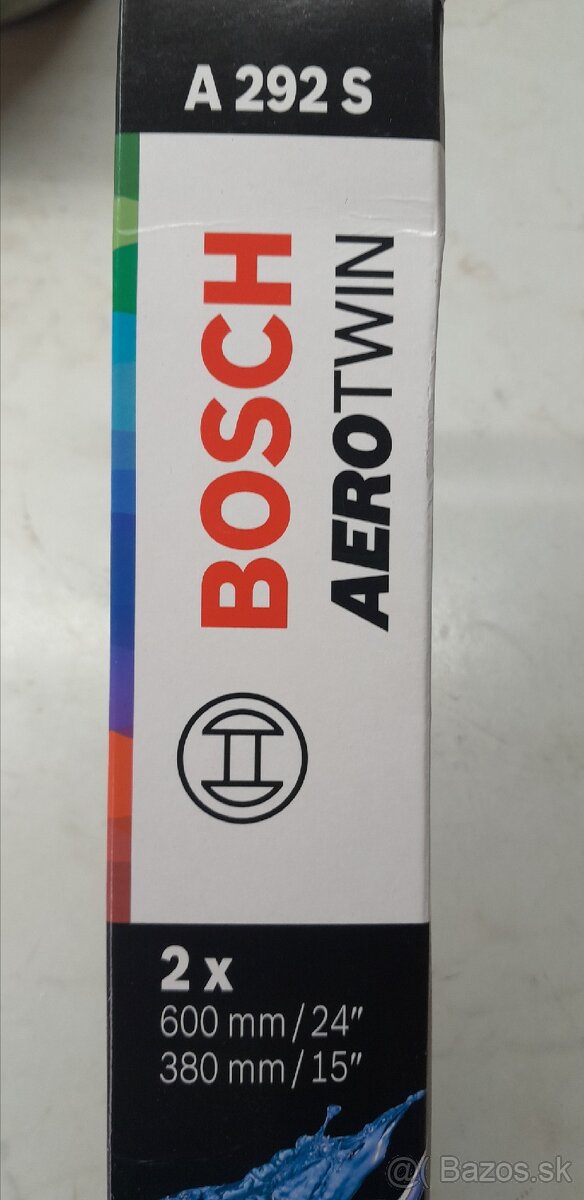 A 292 S
BOSCH
AEROTWIN
2 x
600 mm/24"
380 mm/15"
Bazos.sk